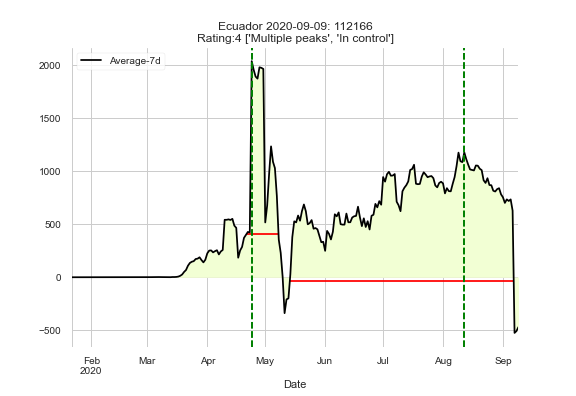 Ecuador 2020-09-09: 112166
Rating:4 ['Multiple peaks', 'In control']
Average-7d
2000
1500
1000
500
0
−500
Feb Mar Apr May Jun Jul Aug Sep
2020
Date